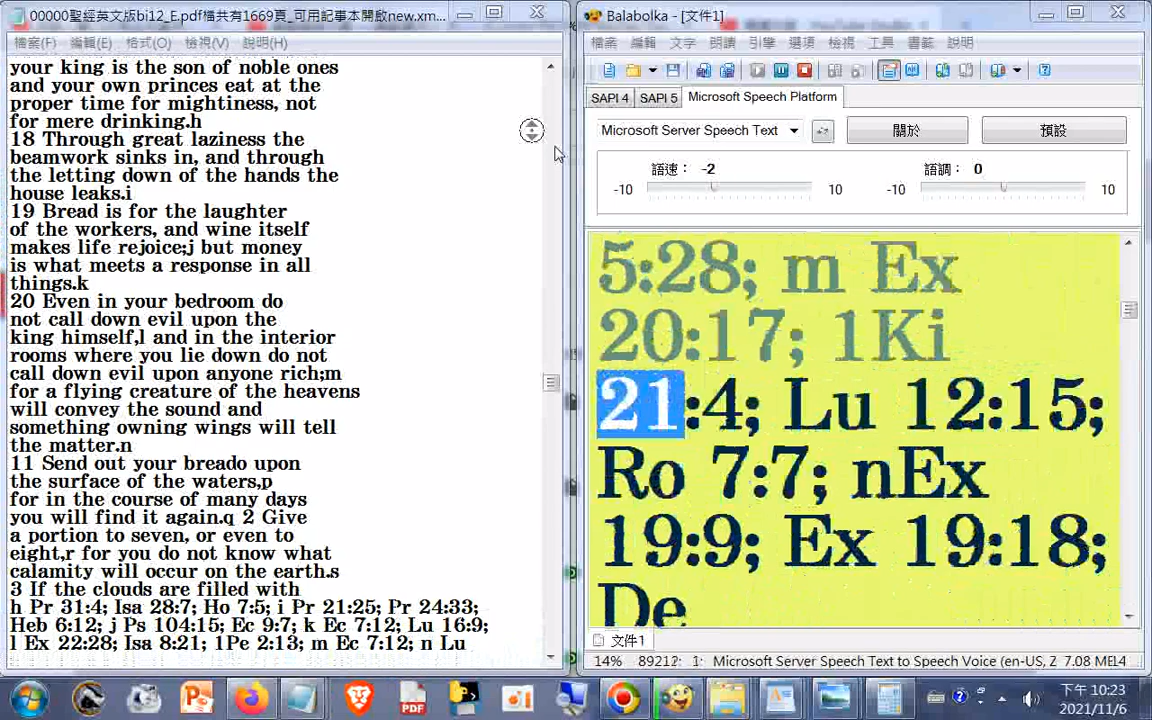 00000聖經英文版bi12_E.pdf檔共有1669頁_可用記事本開啟new.xm...
檔案(F) 編輯(E) 格式(O) 檢視(V) 說明(H)
your king is the son of noble ones
and your own princes eat at the
proper time for mightiness, not
for mere drinking.h
18 Through great laziness the
beamwork sinks in, and through
the letting down of the hands the
house leaks.i
19 Bread is for the laughter
of the workers, and wine itself
makes life rejoice;j but money
is what meets a response in all
things.k
20 Even in your bedroom do
not call down evil upon the
king himself,l and in the interior
rooms where you lie down do not
call down evil upon anyone rich;m
for a flying creature of the heavens
will convey the sound and
something owning wings will tell
the matter.n
11 Send out your breado upon
the surface of the waters,p
for in the course of many days
you will find it again.q 2 Give
a portion to seven, or even to
eight,r for you do not know what
calamity will occur on the earth.s
3 If the clouds are filled with
h Pr 31:4; Isa 28:7; Ho 7:5; i Pr 21:25; Pr 24:33;
Heb 6:12; j Ps 104:15; Ec 9:7; k Ec 7:12; Lu 16:9;
l Ex 22:28; Isa 8:21; 1Pe 2:13; m Ec 7:12; n Lu
Balabolka - [文件1]
檔案 編輯 文字 朗讀 引擎 選項 檢視 工具 書籤 說明
SAPI 4 SAPI 5 Microsoft Speech Platform
Microsoft Server Speech Text 關於 預設
語速： -2 語調： 0
-10 10 -10 10
5:28; m Ex
20:17; 1Ki
21:4; Lu 12:15;
Ro 7:7; nEx
19:9; Ex 19:18;
De
文件1
14% 89212: 1: Microsoft Server Speech Text to Speech Voice (en-US, Z 7.08 ME
PDF
下午 10:23
2021/11/6